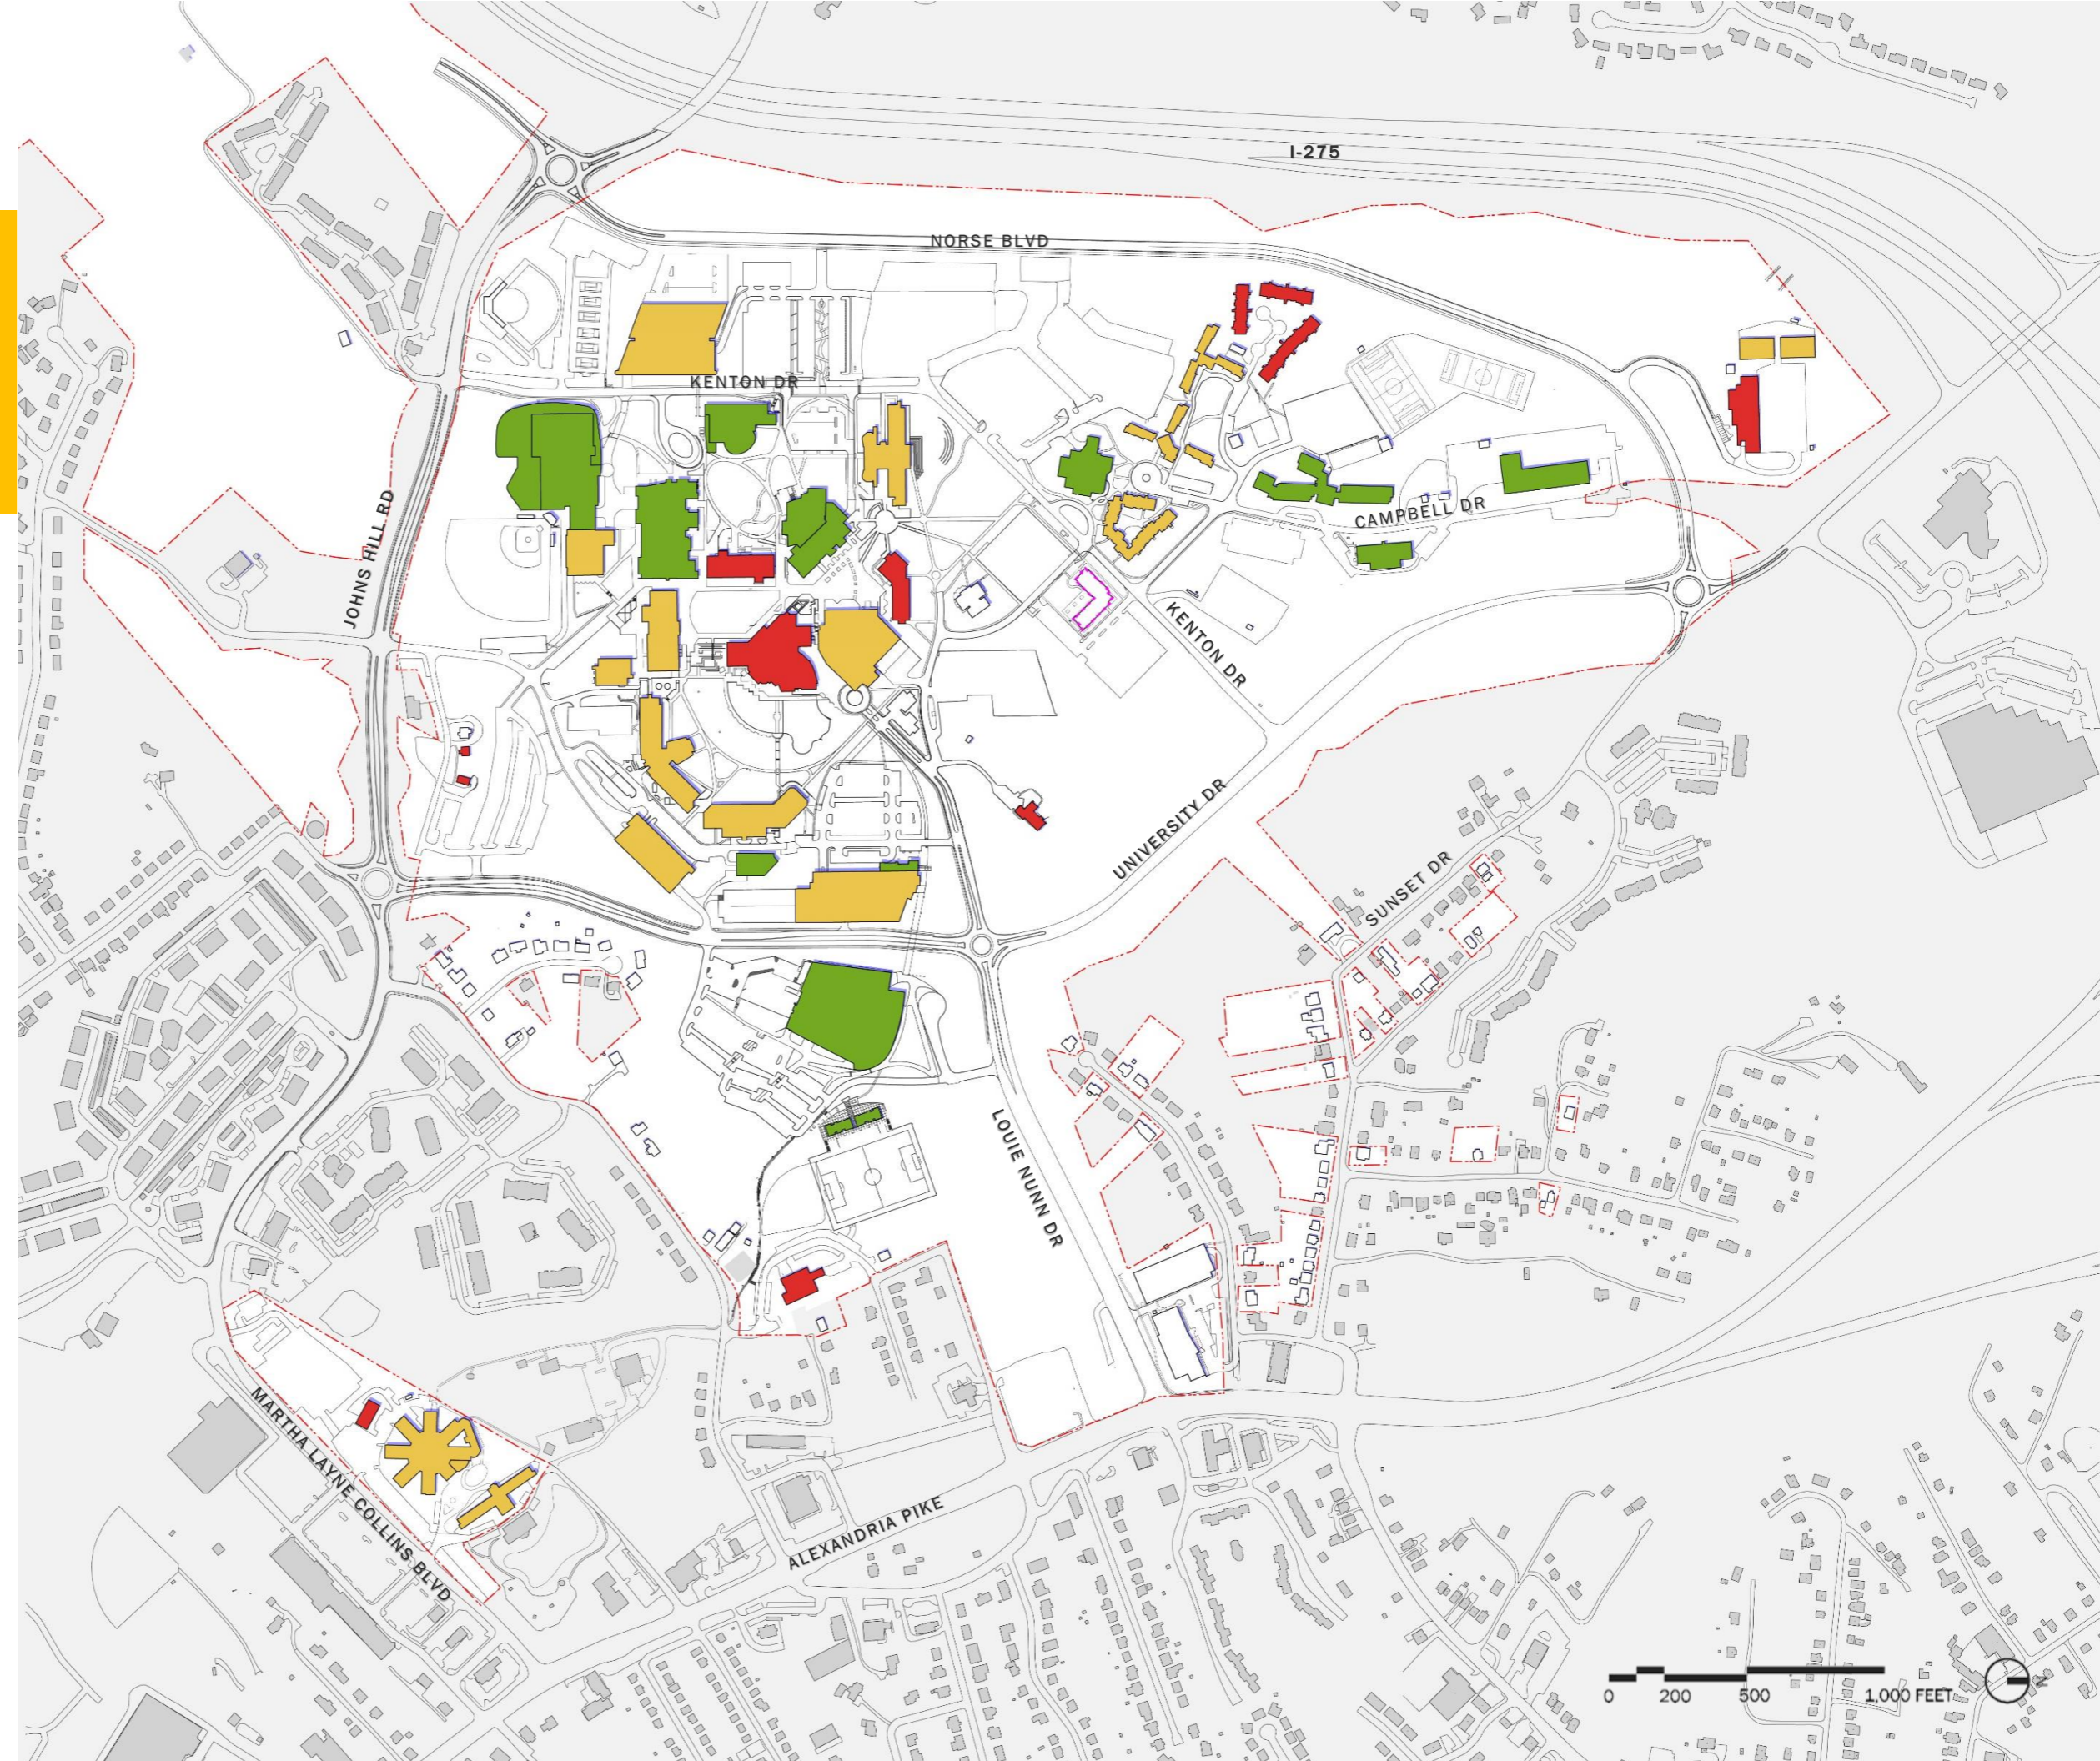 I-275
NORSE BLVD
KENTON DR
JOHNS HILL RD
CAMPBELL DR
KENTON DR
UNIVERSITY DR
SUNSET DR
LOUIE NUNN DR
MARTHA LAYNE COLLINS BLVD
ALEXANDRIA PIKE
0 200 500 1,000 FEET
N